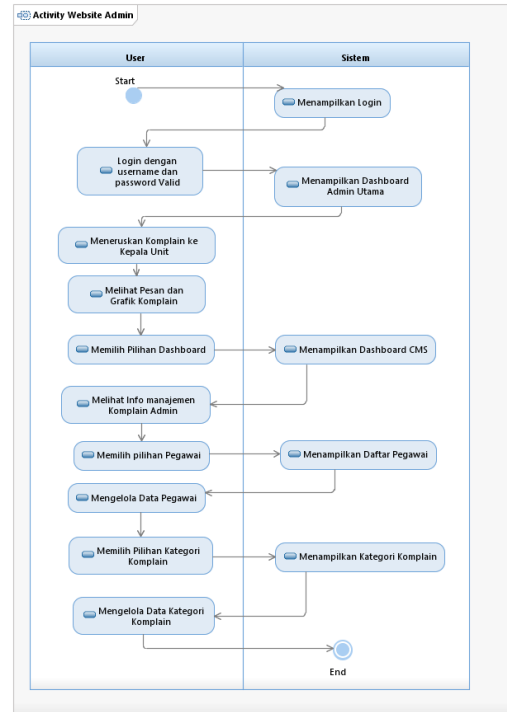 Activity Website Admin
User
Sistem
Start
Menampilkan Login
Login dengan
username dan
password Valid
Menampilkan Dashboard
Admin Utama
Meneruskan Komplain ke
Kepala Unit
Melihat Pesan dan
Grafik Komplain
Memilih Pilihan Dashboard
Menampilkan Dashboard CMS
Melihat Info manajemen
Komplain Admin
Memilih pilihan Pegawai
Menampilkan Daftar Pegawai
Mengelola Data Pegawai
Memilih Pilihan Kategori
Komplain
Menampilkan Kategori Komplain
Mengelola Data Kategori
Komplain
End